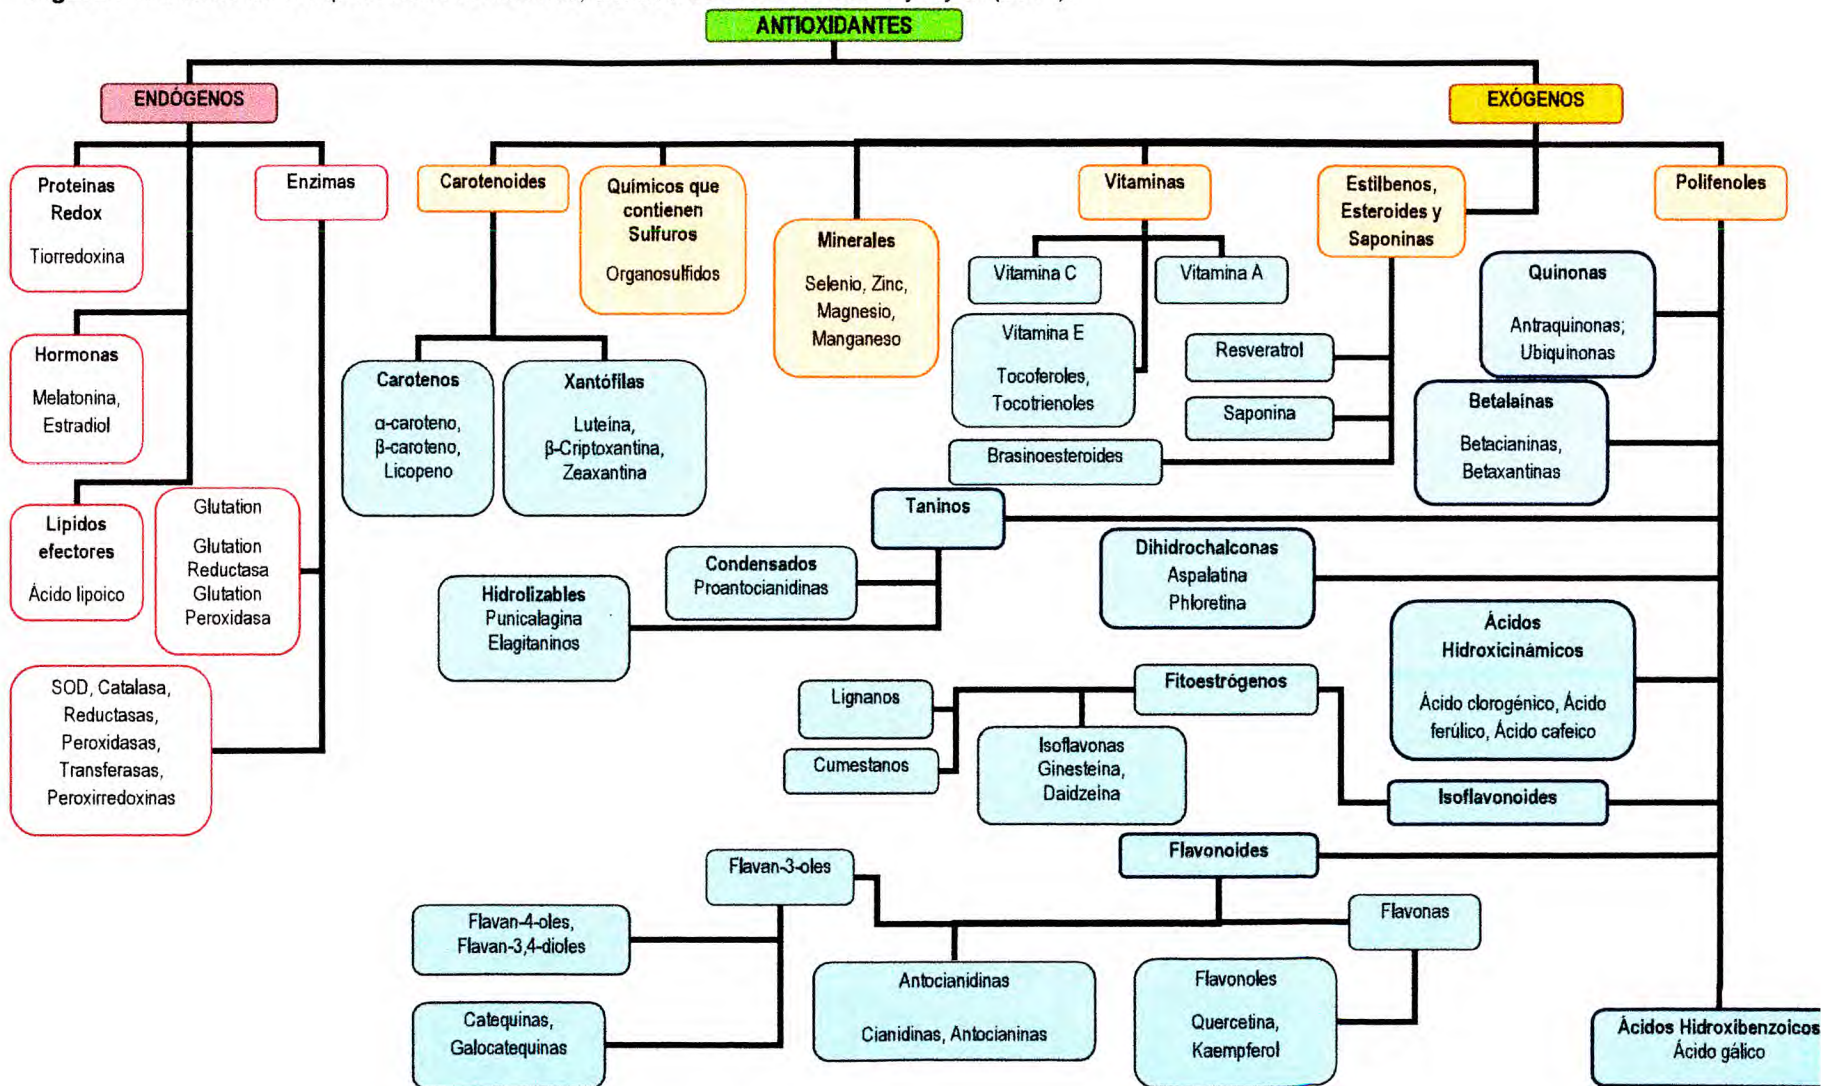 ANTIOXIDANTES
ENDÓGENOS
EXÓGENOS
Proteínas
Redox
Tiorredoxina
Enzimas
Hormonas
Melatonina,
Estradiol
Lípidos
efectores
Ácido lipoico
Glutation
Glutation
Reductasa
Glutation
Peroxidasa
SOD, Catalasa,
Reductasas,
Peroxidasas,
Transferasas,
Peroxirredoxinas
Carotenoides
Carotenos
α-caroteno,
β-caroteno,
Licopeno
Xantófilas
Luteína,
β-Criptoxantina,
Zeaxantina
Químicos que
contienen
Sulfuros
Organosulfidos
Minerales
Selenio, Zinc,
Magnesio,
Manganeso
Vitaminas
Vitamina C
Vitamina A
Vitamina E
Tocoferoles,
Tocotrienoles
Estilbenos,
Esteroides y
Saponinas
Resveratrol
Saponina
Brasinoesteroides
Polifenoles
Quinonas
Antraquinonas;
Ubiquinonas
Betalaínas
Betacianinas,
Betaxantinas
Taninos
Condensados
Proantocianidinas
Hidrolizables
Punicalagina
Elagitaninos
Dihidrochalconas
Aspalatina
Phloretina
Ácidos
Hidroxicinámicos
Ácido clorogénico, Ácido
ferúlico, Ácido cafeico
Fitoestrógenos
Lignanos
Cumestanos
Isoflavonas
Ginesteína,
Daidzeína
Isoflavonoides
Flavonoides
Flavan-3-oles
Flavan-4-oles,
Flavan-3,4-dioles
Catequinas,
Galocatequinas
Antocianidinas
Cianidinas, Antocianinas
Flavonas
Flavonoles
Quercetina,
Kaempferol
Ácidos Hidroxibenzoicos
Ácido gálico